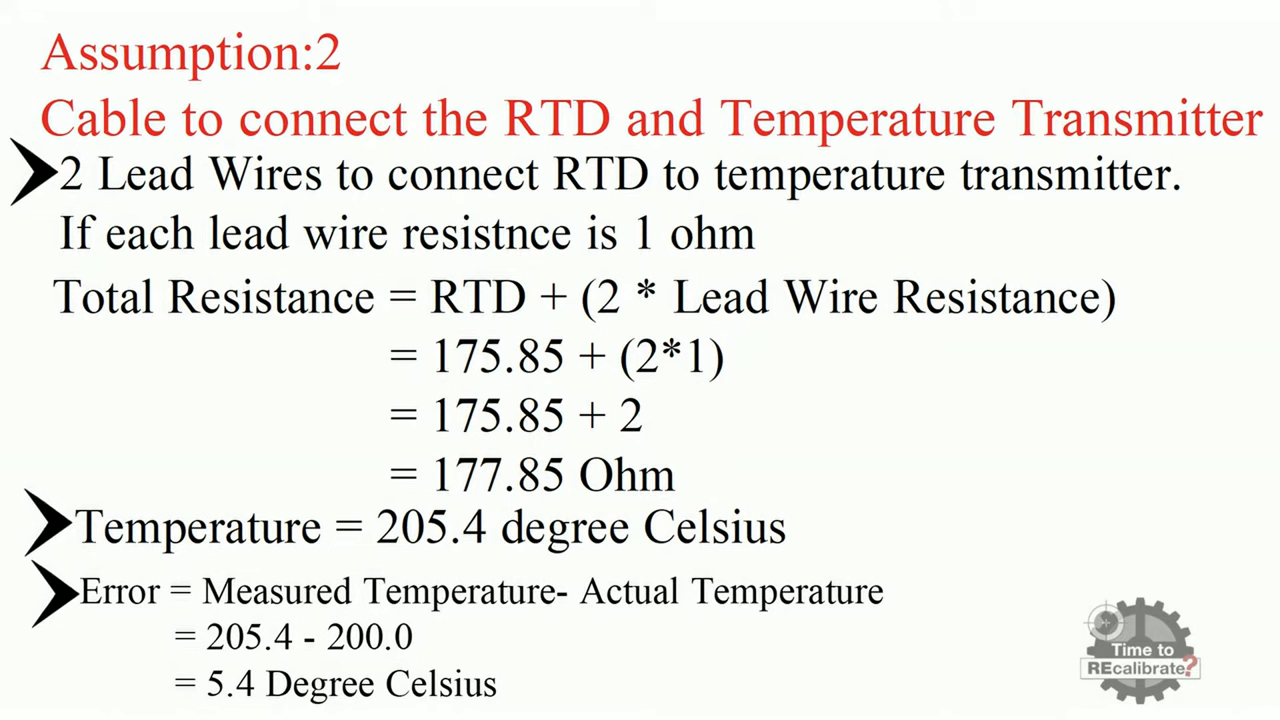 Assumption:2
Cable to connect the RTD and Temperature Transmitter
2 Lead Wires to connect RTD to temperature transmitter.
If each lead wire resistnce is 1 ohm
Total Resistance = RTD + (2 * Lead Wire Resistance)
= 175.85 + (2*1)
= 175.85 + 2
= 177.85 Ohm
Temperature = 205.4 degree Celsius
Error = Measured Temperature- Actual Temperature
= 205.4 - 200.0
= 5.4 Degree Celsius
Time to
REcalibrate?